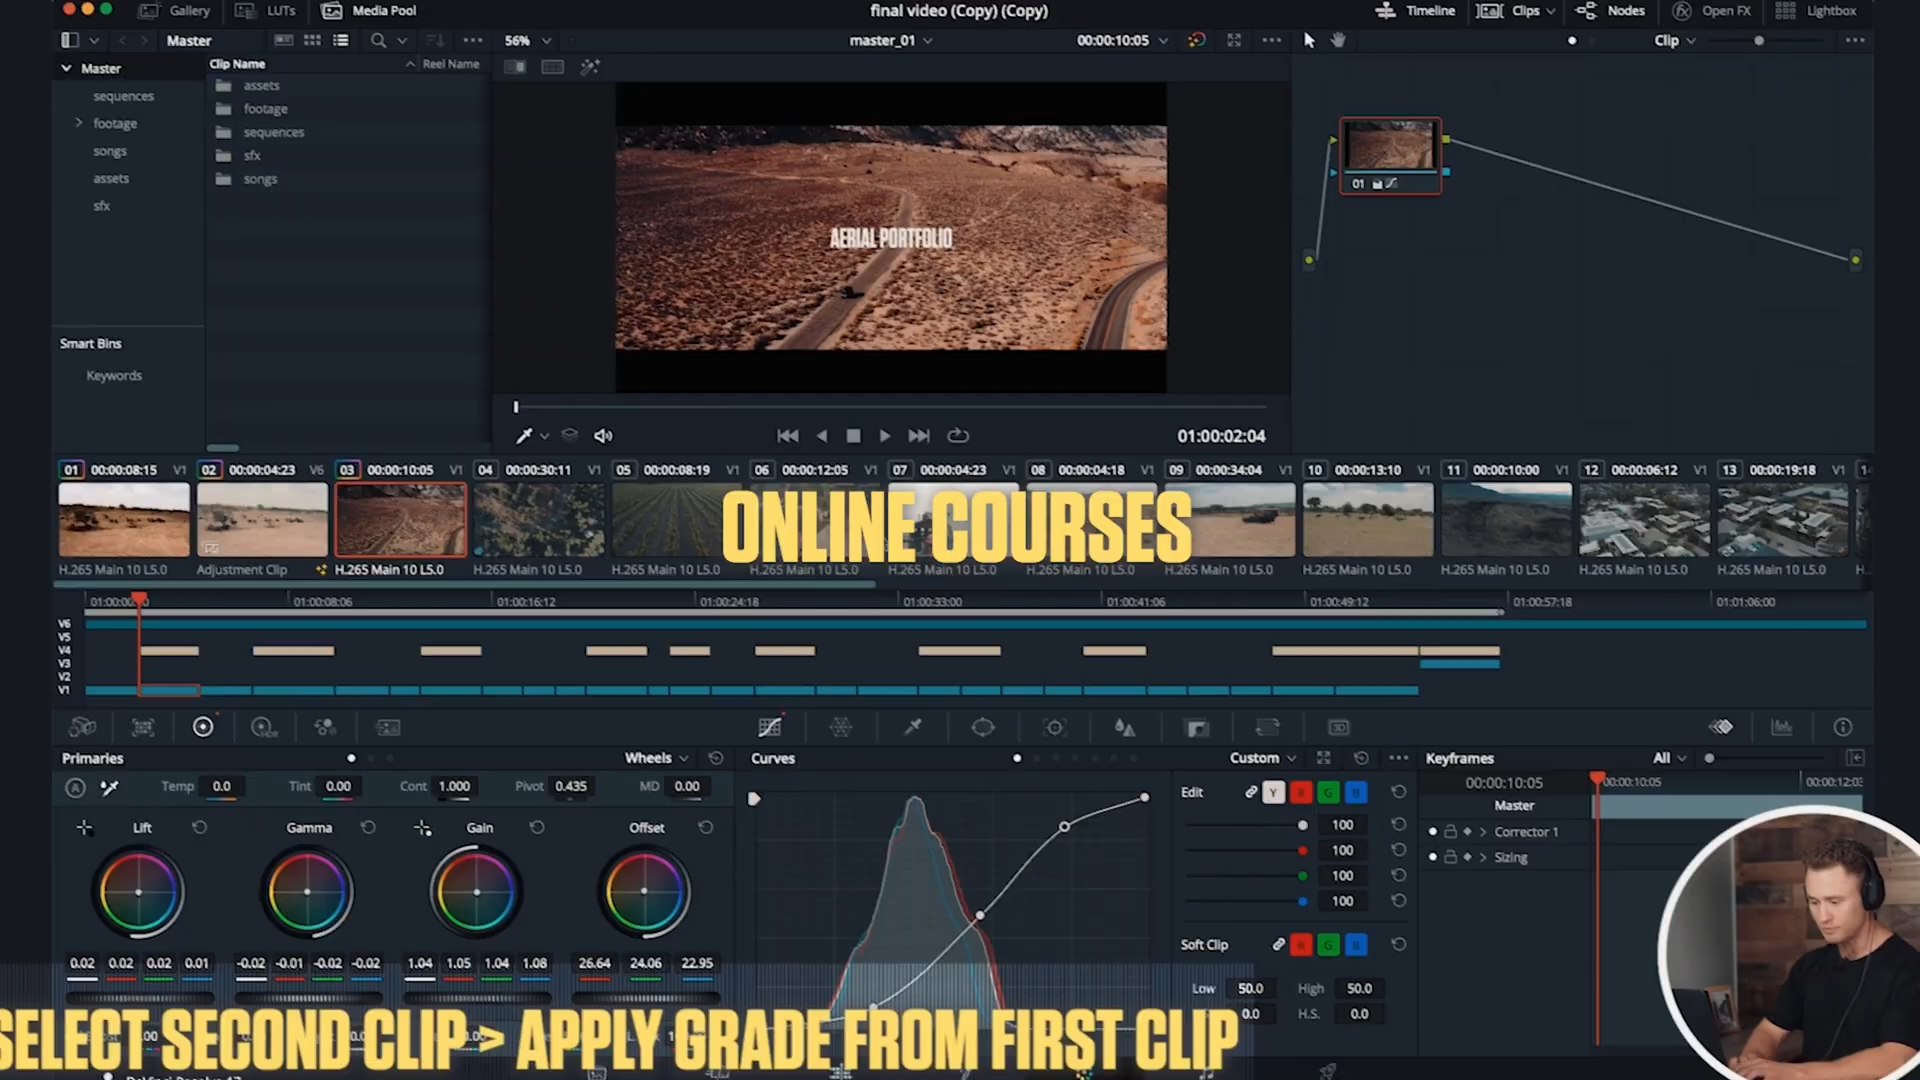 Gallery LUTs Media Pool final video (Copy) (Copy) Timeline Clips Nodes Open FX Lightbox
Master 56% master_01 00:00:10:05 Clip
Master
sequences
footage
songs
assets
sfx
Smart Bins
Keywords
Clip Name Reel Name
assets
footage
sequences
sfx
songs
AERIAL PORTFOLIO
01
01:00:02:04
01 00:00:08:15 V1 02 00:00:04:23 V6 03 00:00:10:05 V1 04 00:00:30:11 V1 05 00:00:08:19 V1 06 00:00:12:05 V1 07 00:00:04:23 V1 08 00:00:04:18 V1 09 00:00:34:04 V1 10 00:00:13:10 V1 11 00:00:10:00 V1 12 00:00:06:12 V1 13 00:00:19:18 V1
ONLINE COURSES
H.265 Main 10 L5.0 Adjustment Clip H.265 Main 10 L5.0 H.265 Main 10 L5.0 H.265 Main 10 L5.0 H.265 Main 10 L5.0 H.265 Main 10 L5.0 H.265 Main 10 L5.0 H.265 Main 10 L5.0 H.265 Main 10 L5.0 H.265 Main 10 L5.0 H.265 Main 10 L5.0 H.265 Main 10 L5.0
01:00:08:06 01:00:16:12 01:00:24:18 01:00:33:00 01:00:41:06 01:00:49:12 01:00:57:18 01:01:06:00
V6
V5
V4
V3
V2
V1
Primaries Wheels
Temp 0.0 Tint 0.00 Cont 1.000 Pivot 0.435 MD 0.00
Lift Gamma Gain Offset
0.02 0.02 0.02 0.01 -0.02 -0.01 -0.02 -0.02 1.04 1.05 1.04 1.08 26.64 24.06 22.95
Curves Custom
Edit Y R G B
100
100
100
100
Soft Clip R G B
Low 50.0 High 50.0
0.0 H.S. 0.0
Keyframes All
00:00:10:05 00:00:10:05 00:00:12:03
Master
Corrector 1
Sizing
SELECT SECOND CLIP > APPLY GRADE FROM FIRST CLIP